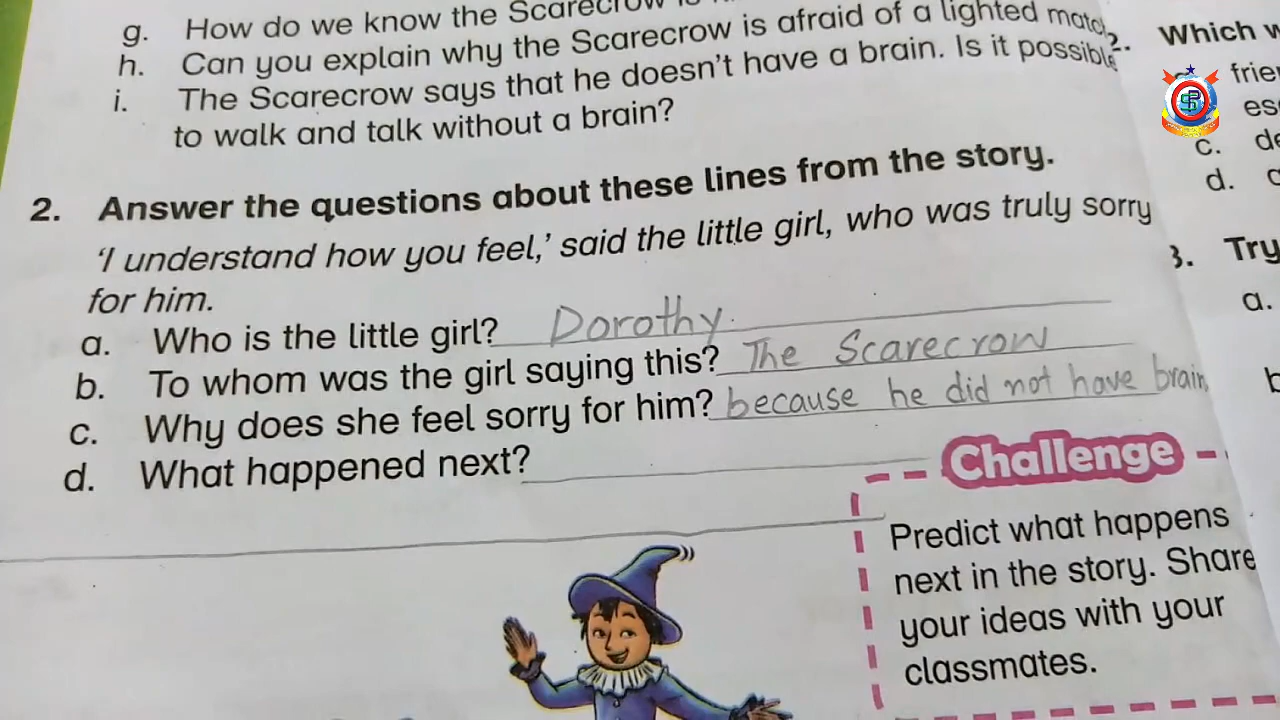 g. How do we know the Scarecrow
h. Can you explain why the Scarecrow is afraid of a lighted
i. The Scarecrow says that he doesn't have a brain. Is it possible
to walk and talk without a brain?
2. Answer the questions about these lines from the story.
'I understand how you feel,' said the little girl, who was truly sorry
for him.
a. Who is the little girl? Dorothy.
b. To whom was the girl saying this? The Scarecrow
c. Why does she feel sorry for him? because he did not have brain
d. What happened next?
Challenge
Predict what happens
next in the story. Share
your ideas with your
classmates.
2. Which
c.
d.
3. Try
a.